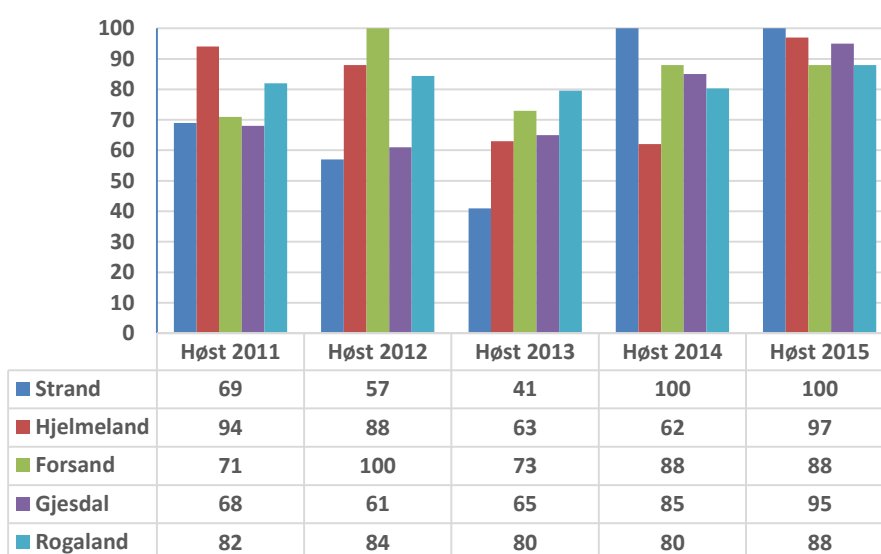 100
90
80
70
60
50
40
30
20
10
0
Høst 2011 Høst 2012 Høst 2013 Høst 2014 Høst 2015
Strand 69 57 41 100 100
Hjelmeland 94 88 63 62 97
Forsand 71 100 73 88 88
Gjesdal 68 61 65 85 95
Rogaland 82 84 80 80 88